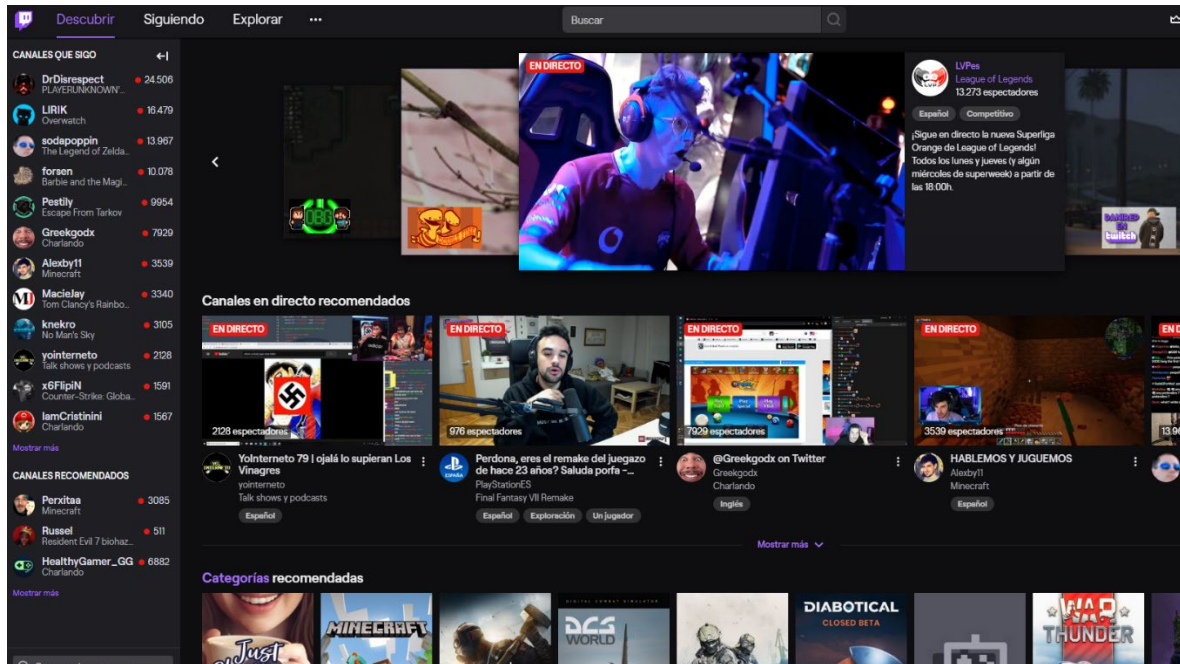 Descubrir
Siguiendo
Explorar
Buscar
CANALES QUE SIGO
DrDisrespect 24.506
PLAYERUNKNOWN'...
LIRIK 16.479
Overwatch
sodapoppin 13.967
The Legend of Zelda...
forsen 10.078
Barbie and the Magi...
Pestily 9954
Escape From Tarkov
Greekgodx 7929
Charlando
Alexby11 3539
Minecraft
MacieJay 3340
Tom Clancy's Rainbo...
knekro 3105
No Man's Sky
yointerneto 2128
Talk shows y podcasts
x6FlipiN 1591
Counter-Strike: Globa...
IamCristinini 1567
Charlando
Mostrar más
CANALES RECOMENDADOS
Perxitaa 3085
Minecraft
Russel 511
Resident Evil 7 biohaz...
HealthyGamer_GG 6882
Charlando
Mostrar más
OBG
EN DIRECTO
LVPes
League of Legends
13.273 espectadores
Español Competitivo
¡Sigue en directo la nueva Superliga
Orange de League of Legends!
Todos los lunes y jueves (y algún
miércoles de superweek) a partir de
las 18:00h.
twitch
Canales en directo recomendados
EN DIRECTO
2128 espectadores
YoInterneto 79 | ojalá lo supieran Los
Vinagres
yointerneto
Talk shows y podcasts
Español
EN DIRECTO
976 espectadores
Perdona, eres el remake del juegazo
de hace 23 años? Saluda porfa -...
PlayStationES
Final Fantasy VII Remake
Español Exploración Un jugador
EN DIRECTO
7929 espectadores
@Greekgodx on Twitter
Greekgodx
Charlando
Inglés
EN DIRECTO
3539 espectadores
HABLEMOS Y JUGUEMOS
Alexby11
Minecraft
Español
EN D
13.96
Mostrar más
Categorías recomendadas
Just
MINECRAFT
DIGITAL COMBAT SIMULATOR
DCS
WORLD
DIABOTICAL
CLOSED BETA
WAR
THUNDER